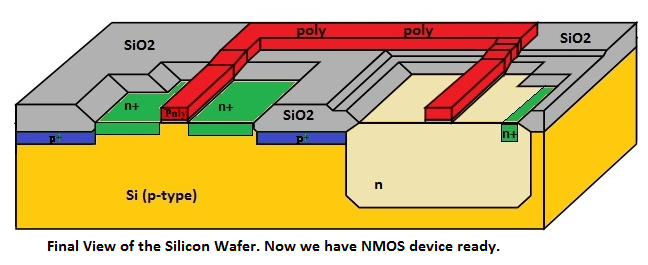 poly poly
SiO2 SiO2
n+ n+ Poly SiO2
n+
p+ p+
Si (p-type) n
Final View of the Silicon Wafer. Now we have NMOS device ready.